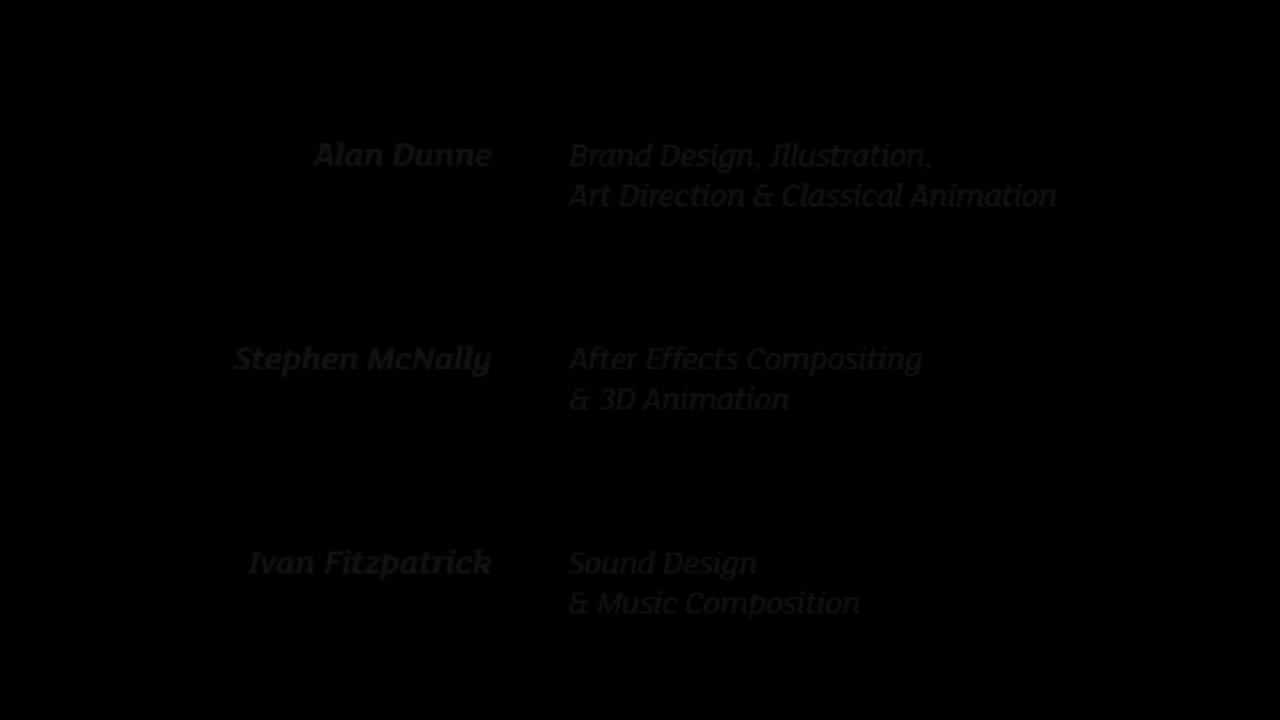 Alan Dunne Brand Design, Illustration,
Art Direction & Classical Animation
Stephen McNally After Effects Compositing
& 3D Animation
Ivan Fitzpatrick Sound Design
& Music Composition